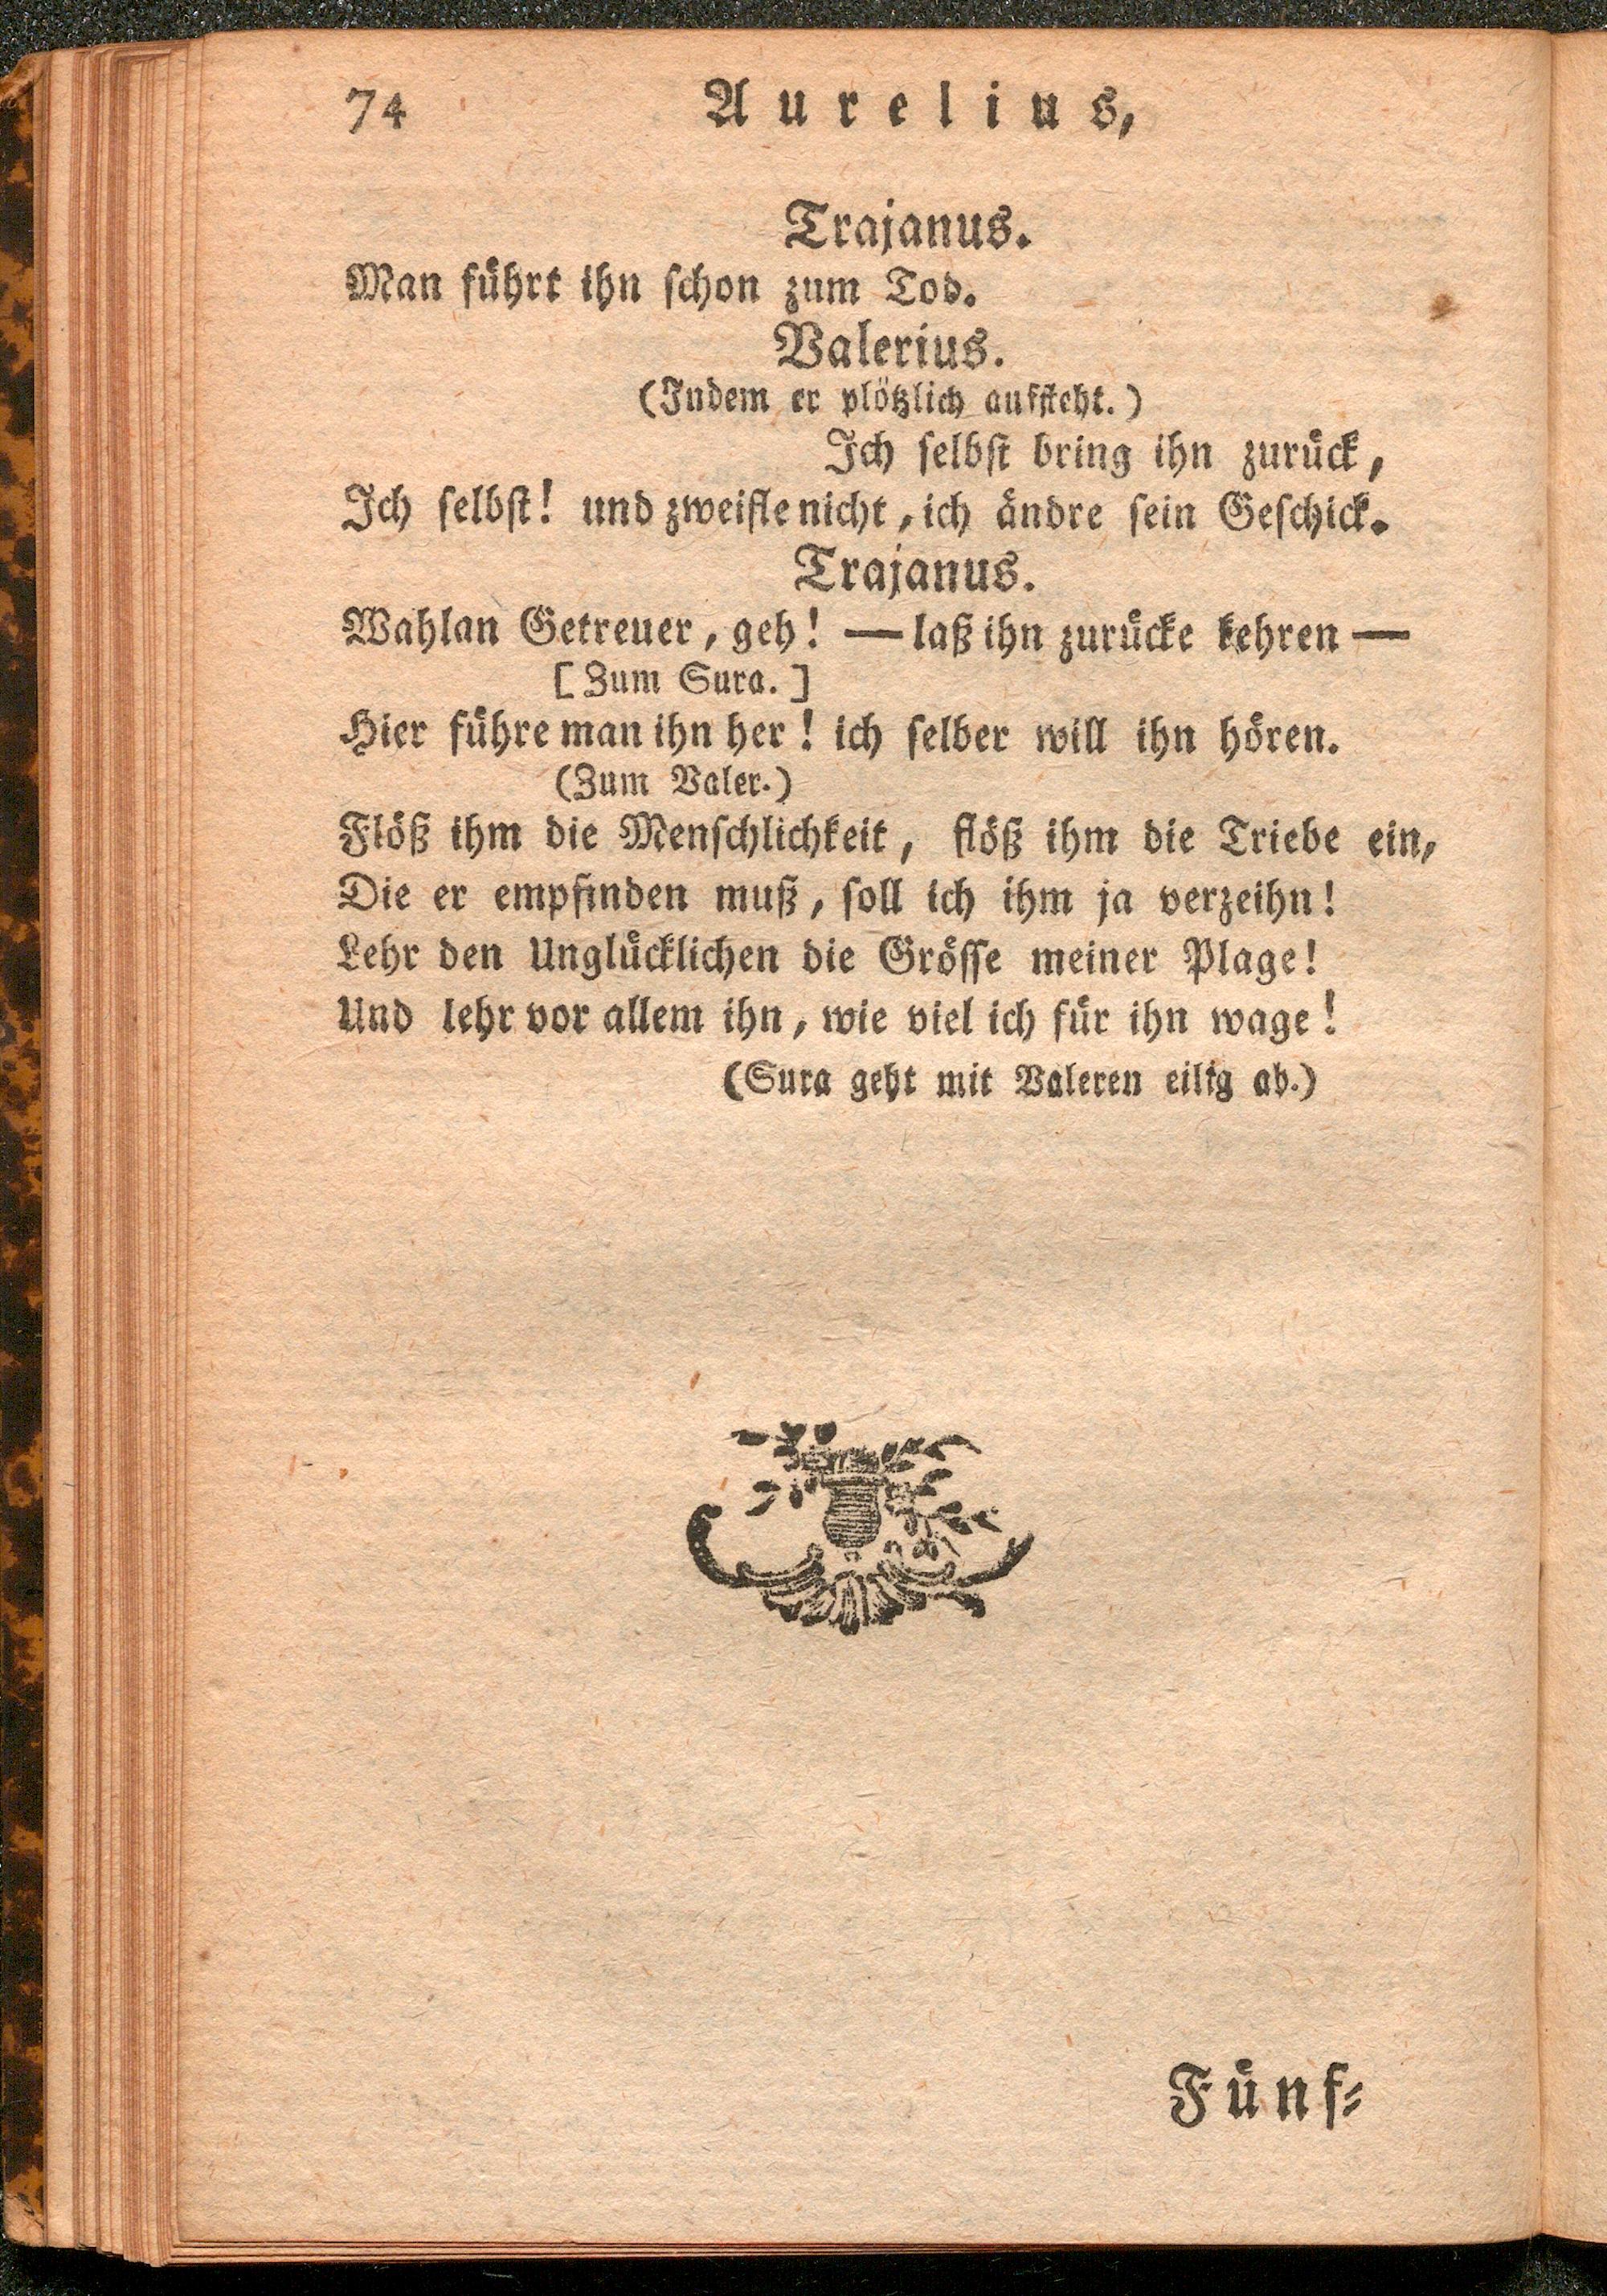 74 Aurelius,
Trajanus.
Man führt ihn ſchon zum Tod.
Valerius.
(Indem er plötzlich aufſteht.)
Ich ſelbſt bring ihn zurück,
Ich ſelbſt! und zweifle nicht, ich ändre ſein Geſchick.
Trajanus.
Wahlan Getreuer, geh! — laß ihn zurücke kehren —
[Zum Sura.]
Hier führe man ihn her! ich ſelber will ihn hören.
(Zum Valer.)
Flöß ihm die Menſchlichkeit, flöß ihm die Triebe ein,
Die er empfinden muß, ſoll ich ihm ja verzeihn!
Lehr den Unglücklichen die Gröſſe meiner Plage!
Und lehr vor allem ihn, wie viel ich für ihn wage!
(Sura geht mit Valeren eilig ab.)
Fünf⸗